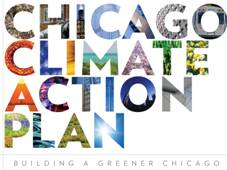 CHICAGO
CLIMATE
ACTION
PLAN
BUILDING A GREENER CHICAGO